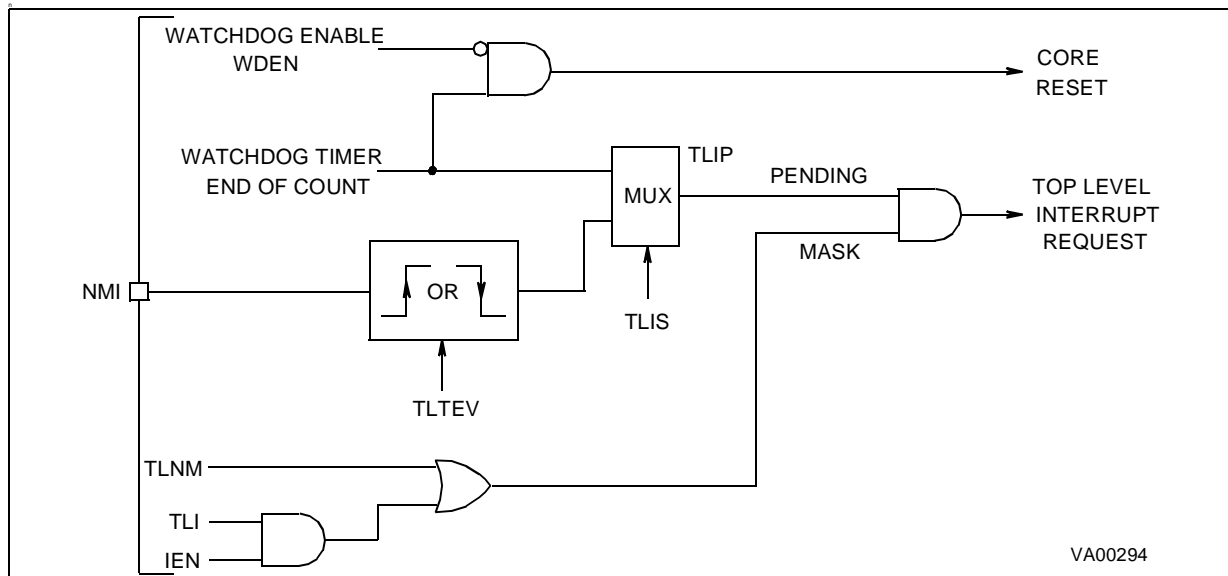 WATCHDOG ENABLE
WDEN
CORE
RESET
WATCHDOG TIMER
END OF COUNT
TLIP
MUX
PENDING
TOP LEVEL
INTERRUPT
REQUEST
MASK
NMI
OR
TLIS
TLTEV
TLNM
TLI
IEN
VA00294